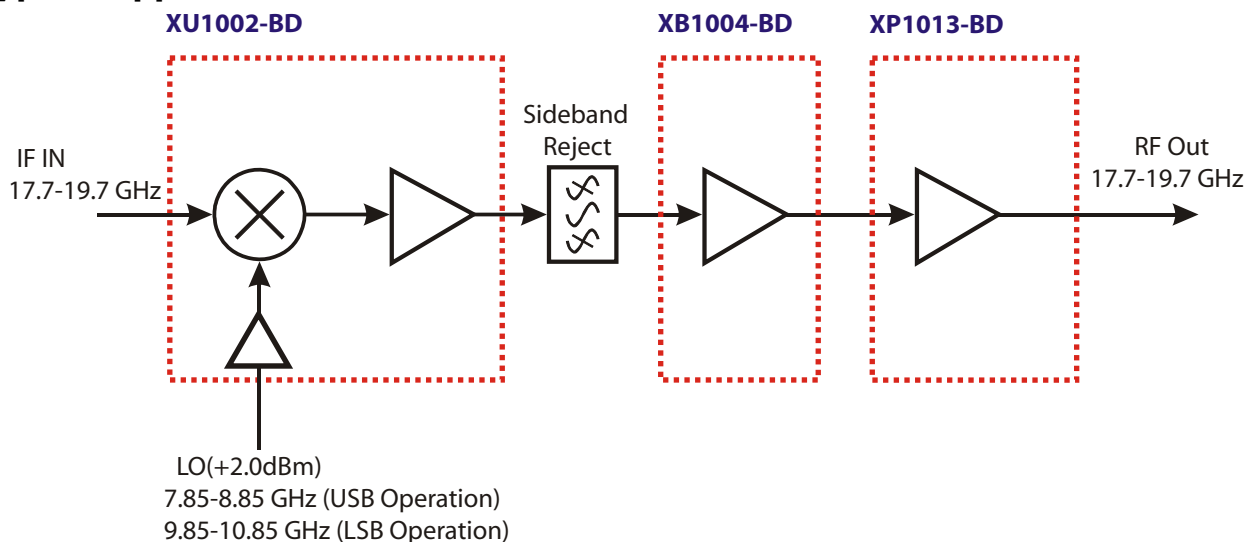 XU1002-BD
XB1004-BD
XP1013-BD
Sideband
Reject
IF IN
17.7-19.7 GHz
RF Out
17.7-19.7 GHz
LO(+2.0dBm)
7.85-8.85 GHz (USB Operation)
9.85-10.85 GHz (LSB Operation)